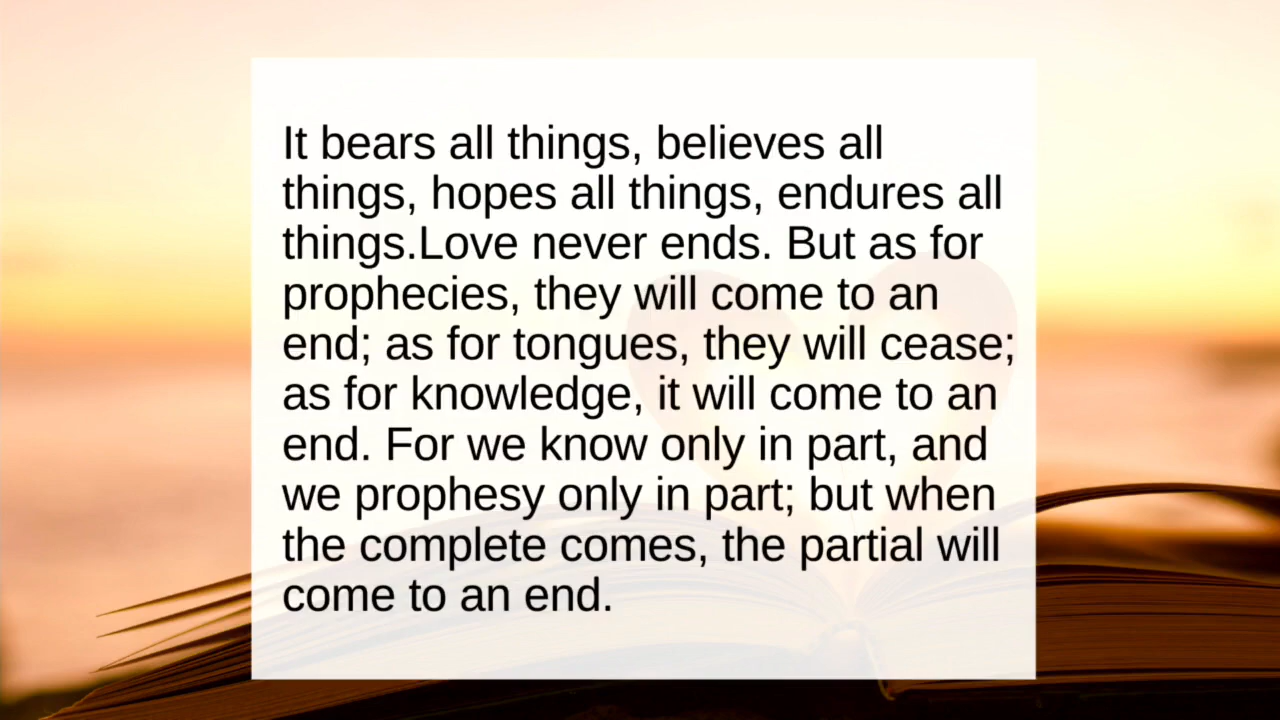 It bears all things, believes all
things, hopes all things, endures all
things.Love never ends. But as for
prophecies, they will come to an
end; as for tongues, they will cease;
as for knowledge, it will come to an
end. For we know only in part, and
we prophesy only in part; but when
the complete comes, the partial will
come to an end.